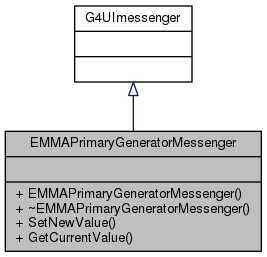 G4UImessenger
EMMAPrimaryGeneratorMessenger
+ EMMAPrimaryGeneratorMessenger()
+ ~EMMAPrimaryGeneratorMessenger()
+ SetNewValue()
+ GetCurrentValue()